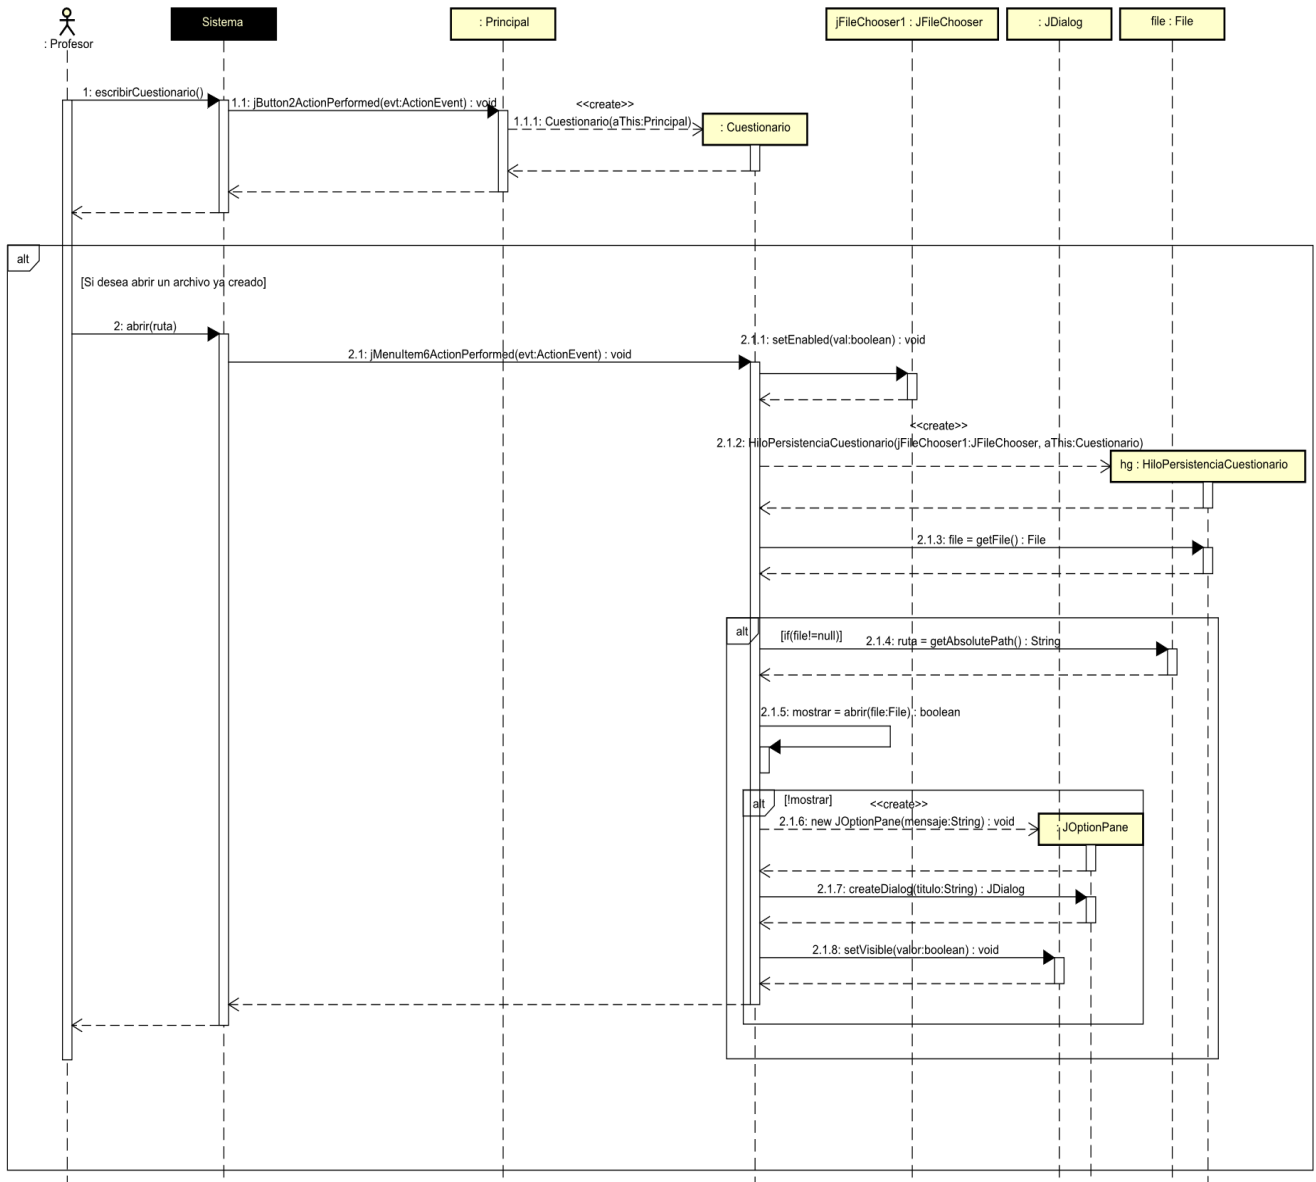 : Profesor
Sistema
: Principal
jFileChooser1 : JFileChooser
: JDialog
file : File
1: escribirCuestionario()
1.1: jButton2ActionPerformed(evt:ActionEvent) : void
<<create>>
1.1.1: Cuestionario(aThis:Principal)
: Cuestionario
alt
[Si desea abrir un archivo ya creado]
2: abrir(ruta)
2.1: jMenuItem6ActionPerformed(evt:ActionEvent) : void
2.1.1: setEnabled(val:boolean) : void
<<create>>
2.1.2: HiloPersistenciaCuestionario(jFileChooser1:JFileChooser, aThis:Cuestionario)
hg : HiloPersistenciaCuestionario
2.1.3: file = getFile() : File
alt
[if(file!=null)]
2.1.4: ruta = getAbsolutePath() : String
2.1.5: mostrar = abrir(file:File) : boolean
alt
[!mostrar]
<<create>>
2.1.6: new JOptionPane(mensaje:String) : void
: JOptionPane
2.1.7: createDialog(titulo:String) : JDialog
2.1.8: setVisible(valor:boolean) : void